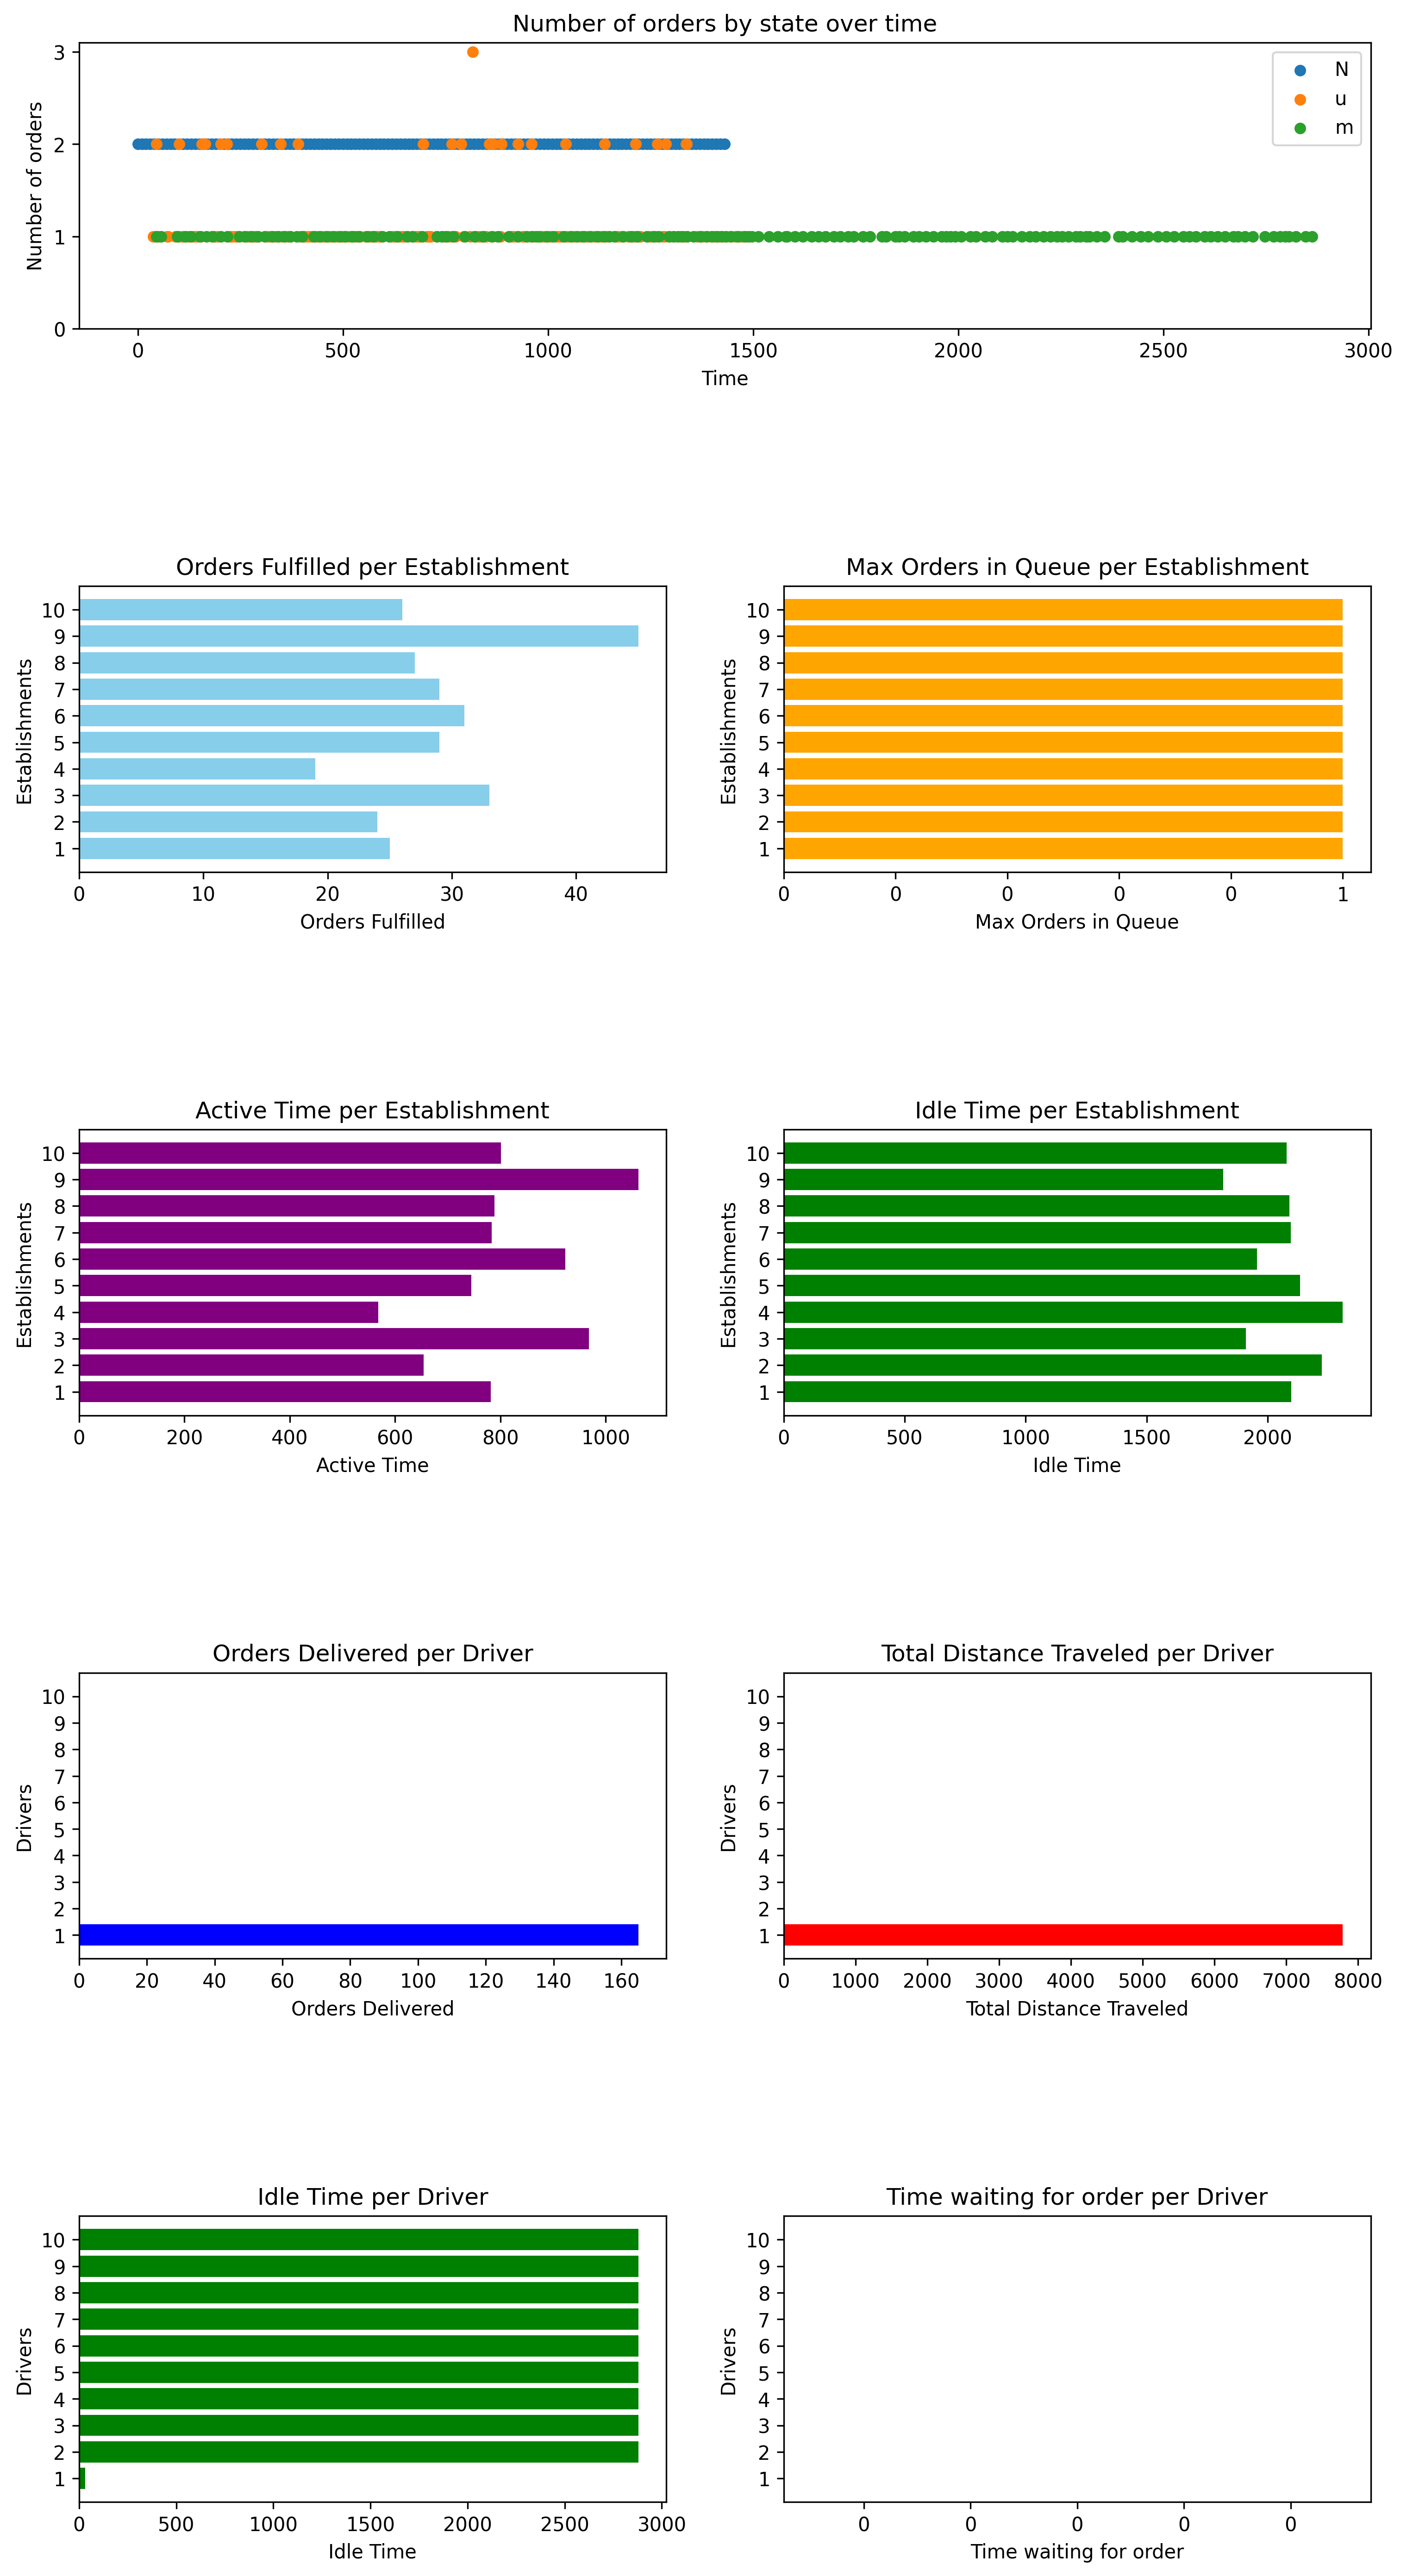 Number of orders by state over time
3
2
1
0
Number of orders
N
u
m
0 500 1000 1500 2000 2500 3000
Time
Orders Fulfilled per Establishment
10
9
8
7
6
5
4
3
2
1
Establishments
0 10 20 30 40
Orders Fulfilled
Max Orders in Queue per Establishment
10
9
8
7
6
5
4
3
2
1
Establishments
0 0 0 0 0 1
Max Orders in Queue
Active Time per Establishment
10
9
8
7
6
5
4
3
2
1
Establishments
0 200 400 600 800 1000
Active Time
Idle Time per Establishment
10
9
8
7
6
5
4
3
2
1
Establishments
0 500 1000 1500 2000
Idle Time
Orders Delivered per Driver
10
9
8
7
6
5
4
3
2
1
Drivers
0 20 40 60 80 100 120 140 160
Orders Delivered
Total Distance Traveled per Driver
10
9
8
7
6
5
4
3
2
1
Drivers
0 1000 2000 3000 4000 5000 6000 7000 8000
Total Distance Traveled
Idle Time per Driver
10
9
8
7
6
5
4
3
2
1
Drivers
0 500 1000 1500 2000 2500 3000
Idle Time
Time waiting for order per Driver
10
9
8
7
6
5
4
3
2
1
Drivers
0 0 0 0 0
Time waiting for order